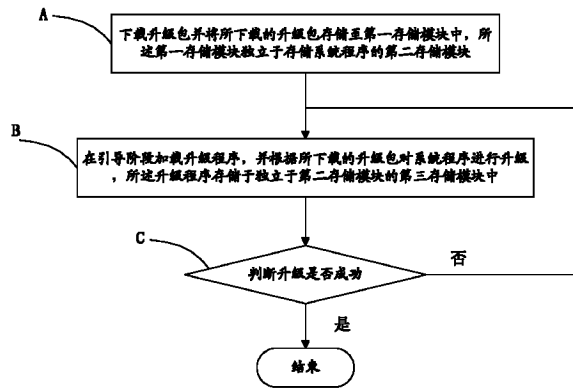 A
下载升级包并将所下载的升级包存储至第一存储模块中，所
述第一存储模块独立于存储系统程序的第二存储模块
B
在引导阶段加载升级程序，并根据所下载的升级包对系统程序进行升级
，所述升级程序存储于独立于第二存储模块的第三存储模块中
C
判断升级是否成功
否
是
结束